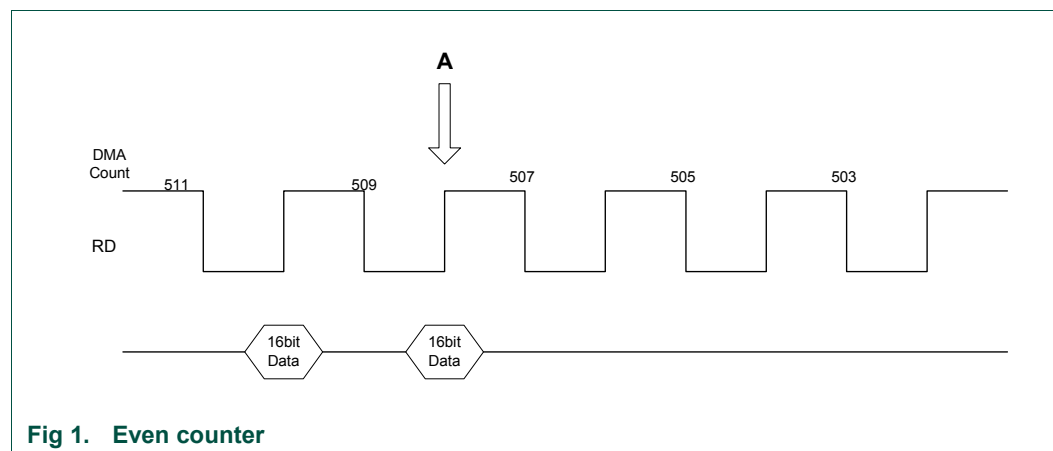 A
DMA
Count
511
509
507
505
503
RD
16bit
Data
16bit
Data
Fig 1. Even counter